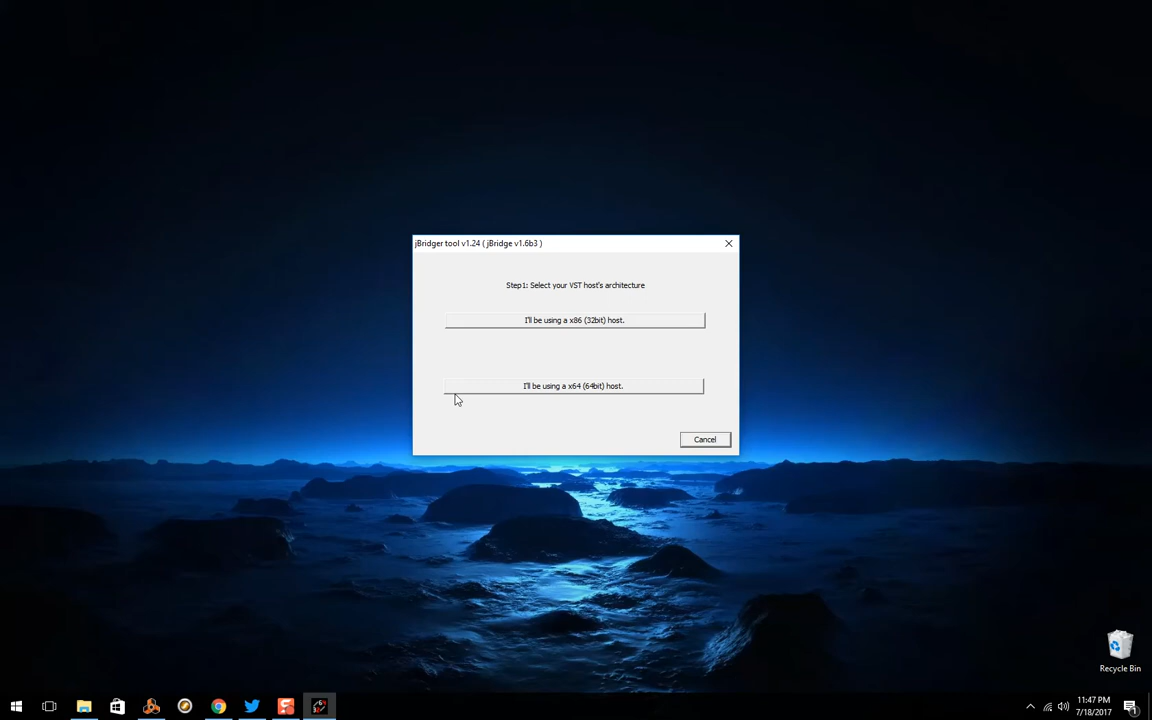 jBridger tool v1.24 ( jBridge v1.6b3 )
Step1: Select your VST host's architecture
I'll be using a x86 (32bit) host.
I'll be using a x64 (64bit) host.
Cancel
Recycle Bin
11:47 PM
7/18/2017